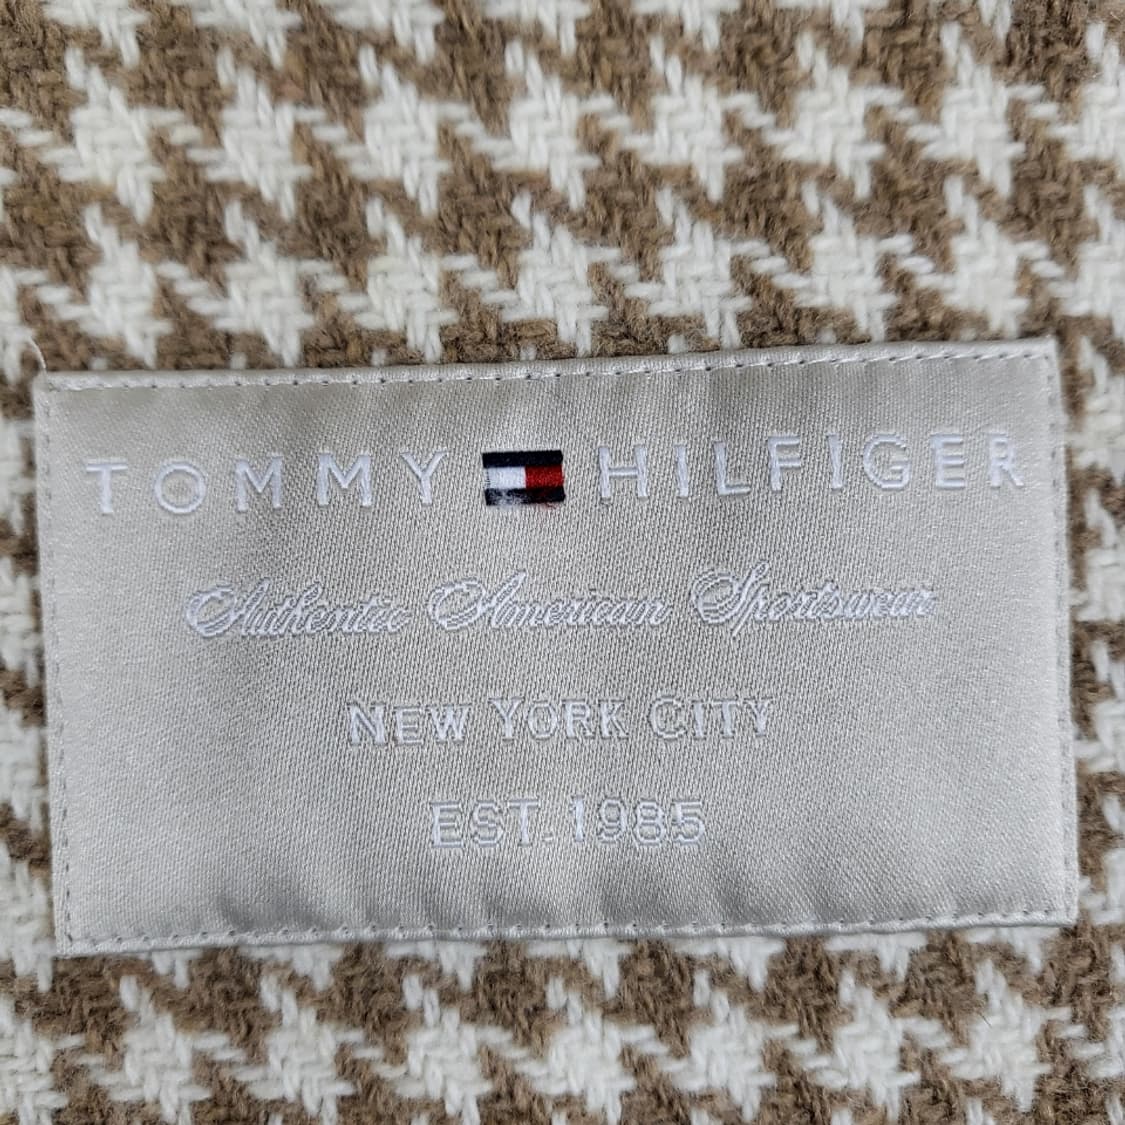 TOMMY HILFIGER
Authentic American Sportswear
NEW YORK CITY
EST. 1985